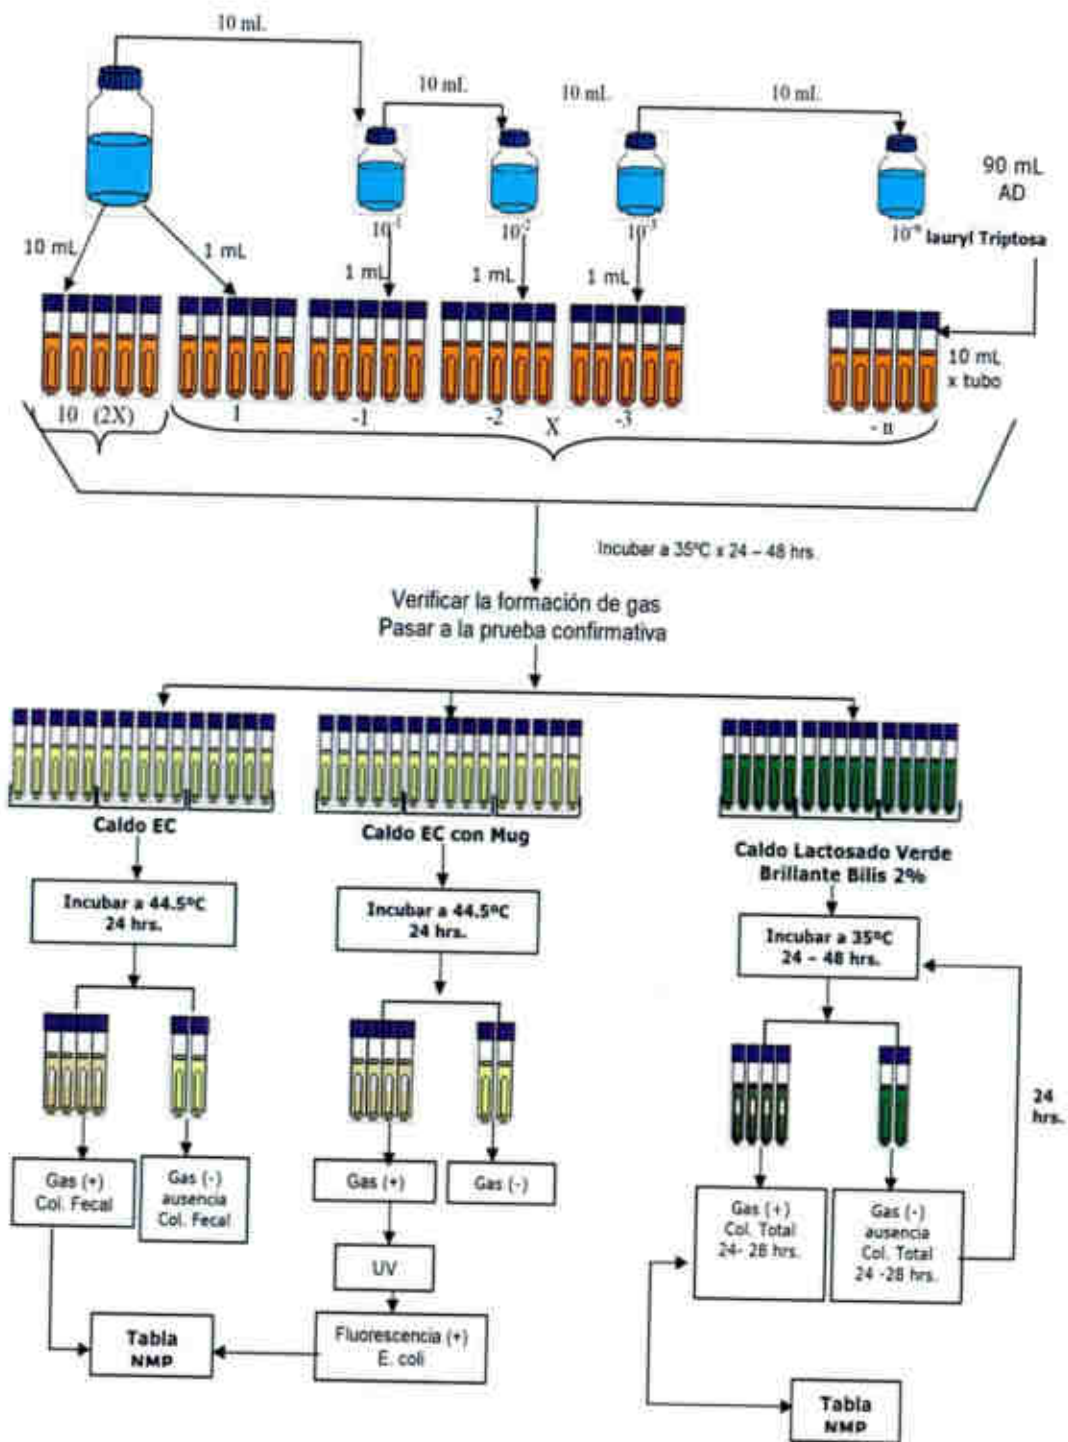 10 mL
10 mL
10 mL
10 mL
90 mL
AD
10⁻¹
10⁻²
10⁻³
10⁻ⁿ lauryl Triptosa
10 mL
1 mL
1 mL
1 mL
1 mL
10 mL
x tubo
10 (2X)
1
-1
-2
X
-3
- n
Incubar a 35ºC x 24 – 48 hrs.
Verificar la formación de gas
Pasar a la prueba confirmativa
Caldo EC
Incubar a 44.5ºC
24 hrs.
Gas (+)
Col. Fecal
Gas (-)
ausencia
Col. Fecal
Caldo EC con Mug
Incubar a 44.5ºC
24 hrs.
Gas (+)
Gas (-)
UV
Fluorescencia (+)
E. coli
Tabla
NMP
Caldo Lactosado Verde
Brillante Bilis 2%
Incubar a 35ºC
24 – 48 hrs.
24
hrs.
Gas (+)
Col. Total
24- 28 hrs.
Gas (-)
ausencia
Col. Total
24 -28 hrs.
Tabla
NMP